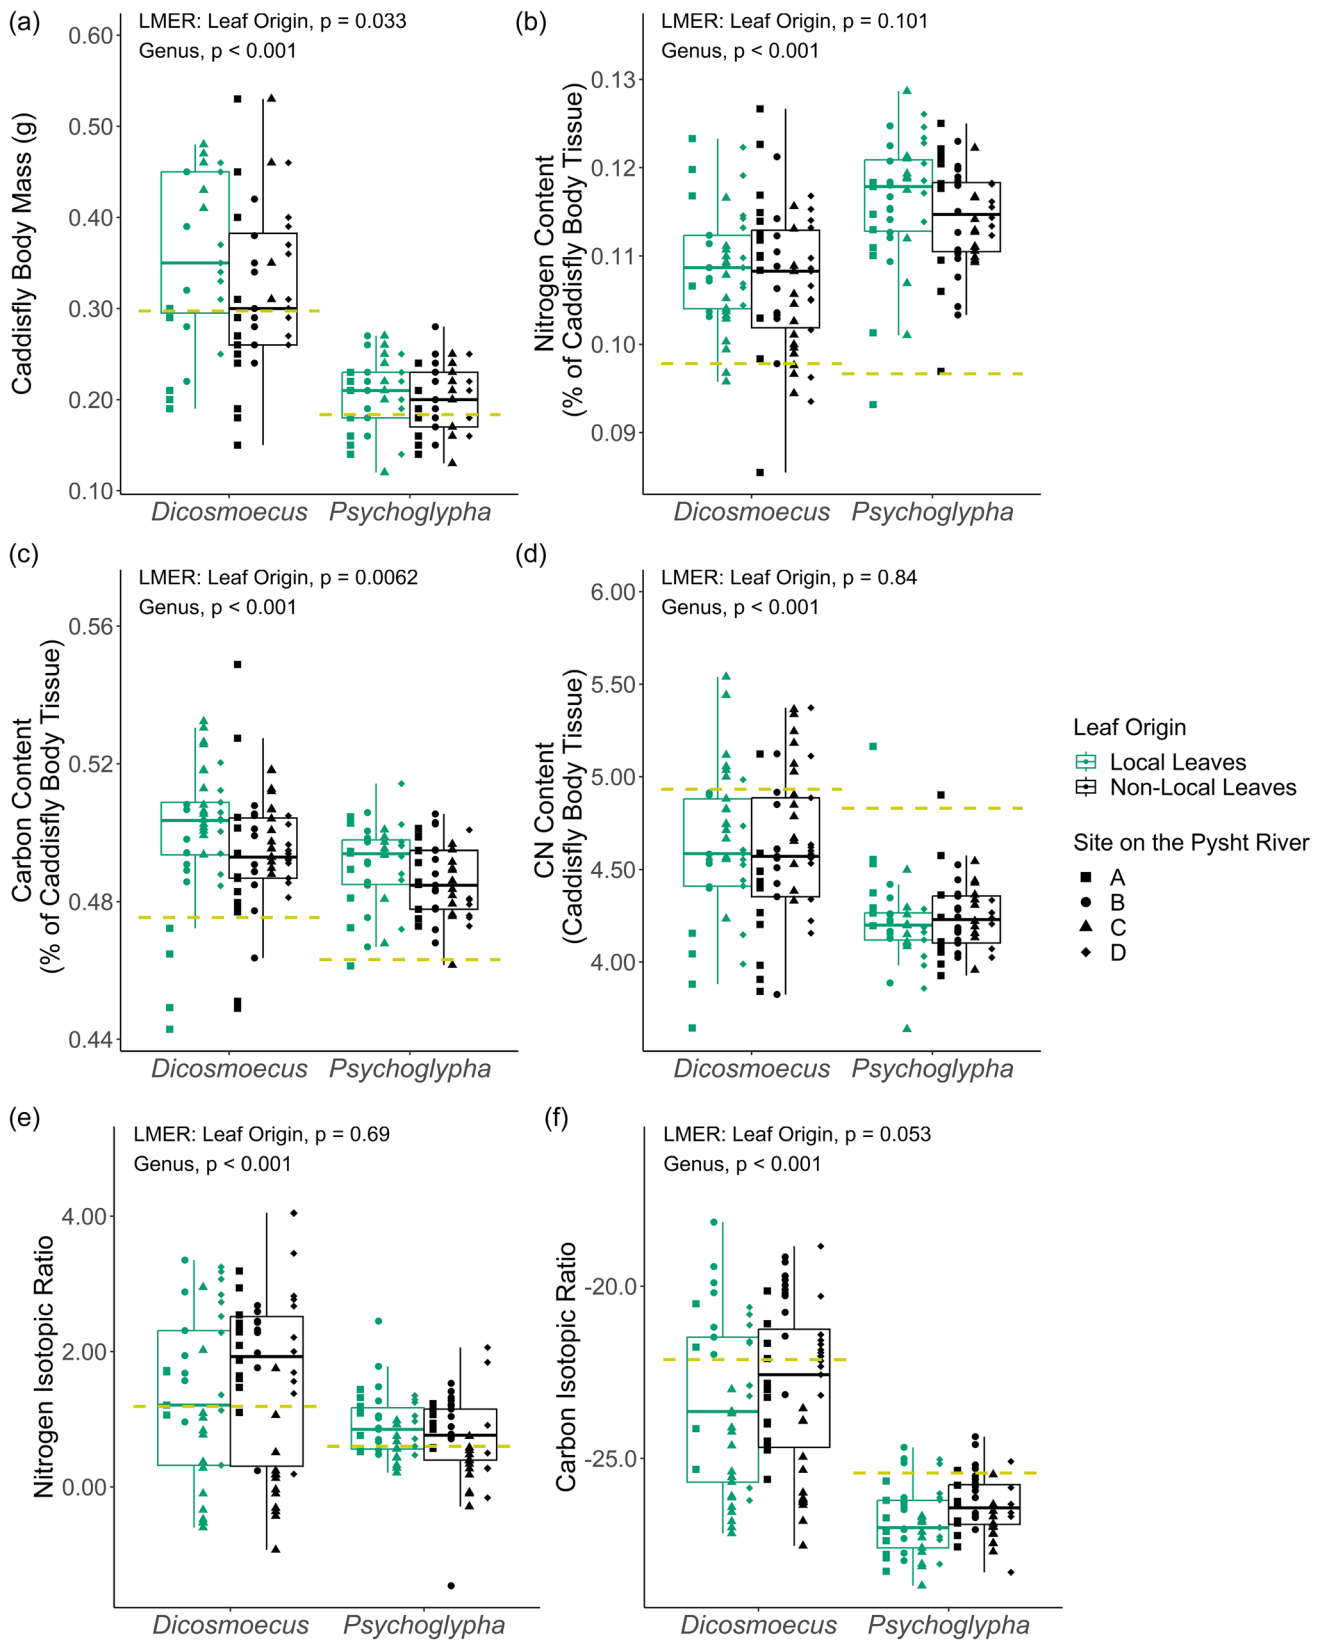 (a)
LMER: Leaf Origin, p = 0.033
Genus, p < 0.001
Caddisfly Body Mass (g)
0.60
0.50
0.40
0.30
0.20
0.10
Dicosmoecus
Psychoglypha
(b)
LMER: Leaf Origin, p = 0.101
Genus, p < 0.001
Nitrogen Content
(% of Caddisfly Body Tissue)
0.13
0.12
0.11
0.10
0.09
Dicosmoecus
Psychoglypha
(c)
LMER: Leaf Origin, p = 0.0062
Genus, p < 0.001
Carbon Content
(% of Caddisfly Body Tissue)
0.56
0.52
0.48
0.44
Dicosmoecus
Psychoglypha
(d)
LMER: Leaf Origin, p = 0.84
Genus, p < 0.001
CN Content
(Caddisfly Body Tissue)
6.00
5.50
5.00
4.50
4.00
Dicosmoecus
Psychoglypha
Leaf Origin
Local Leaves
Non-Local Leaves
Site on the Pysht River
A
B
C
D
(e)
LMER: Leaf Origin, p = 0.69
Genus, p < 0.001
Nitrogen Isotopic Ratio
4.00
2.00
0.00
Dicosmoecus
Psychoglypha
(f)
LMER: Leaf Origin, p = 0.053
Genus, p < 0.001
Carbon Isotopic Ratio
-20.0
-25.0
Dicosmoecus
Psychoglypha